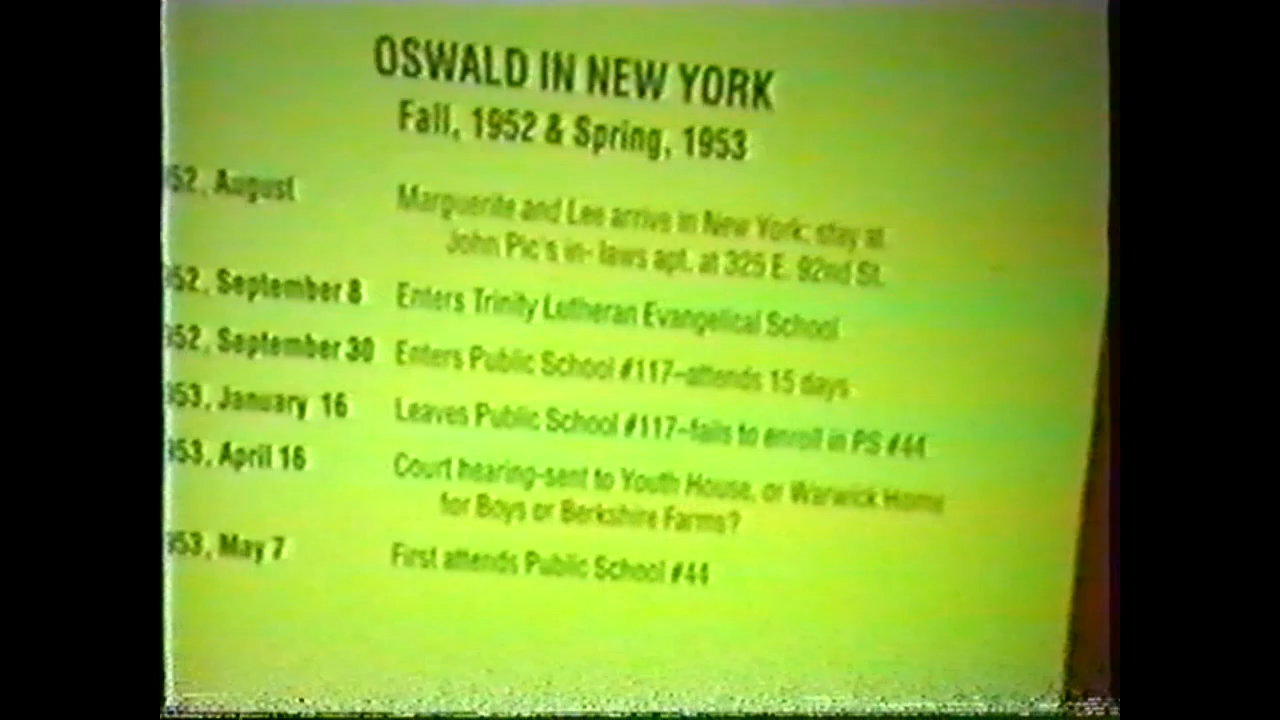 OSWALD IN NEW YORK
Fall, 1952 & Spring, 1953
52, August Marguerite and Lee arrive in New York; stay at
John Pic's in- laws apt. at 325 E. 92nd St.
52, September 8 Enters Trinity Lutheran Evangelical School
52, September 30 Enters Public School #117-attends 15 days
953, January 16 Leaves Public School #117-fails to enroll in PS #44
953, April 16 Court hearing-sent to Youth House, or Warwick Home
for Boys or Berkshire Farms?
953, May 7 First attends Public School #44